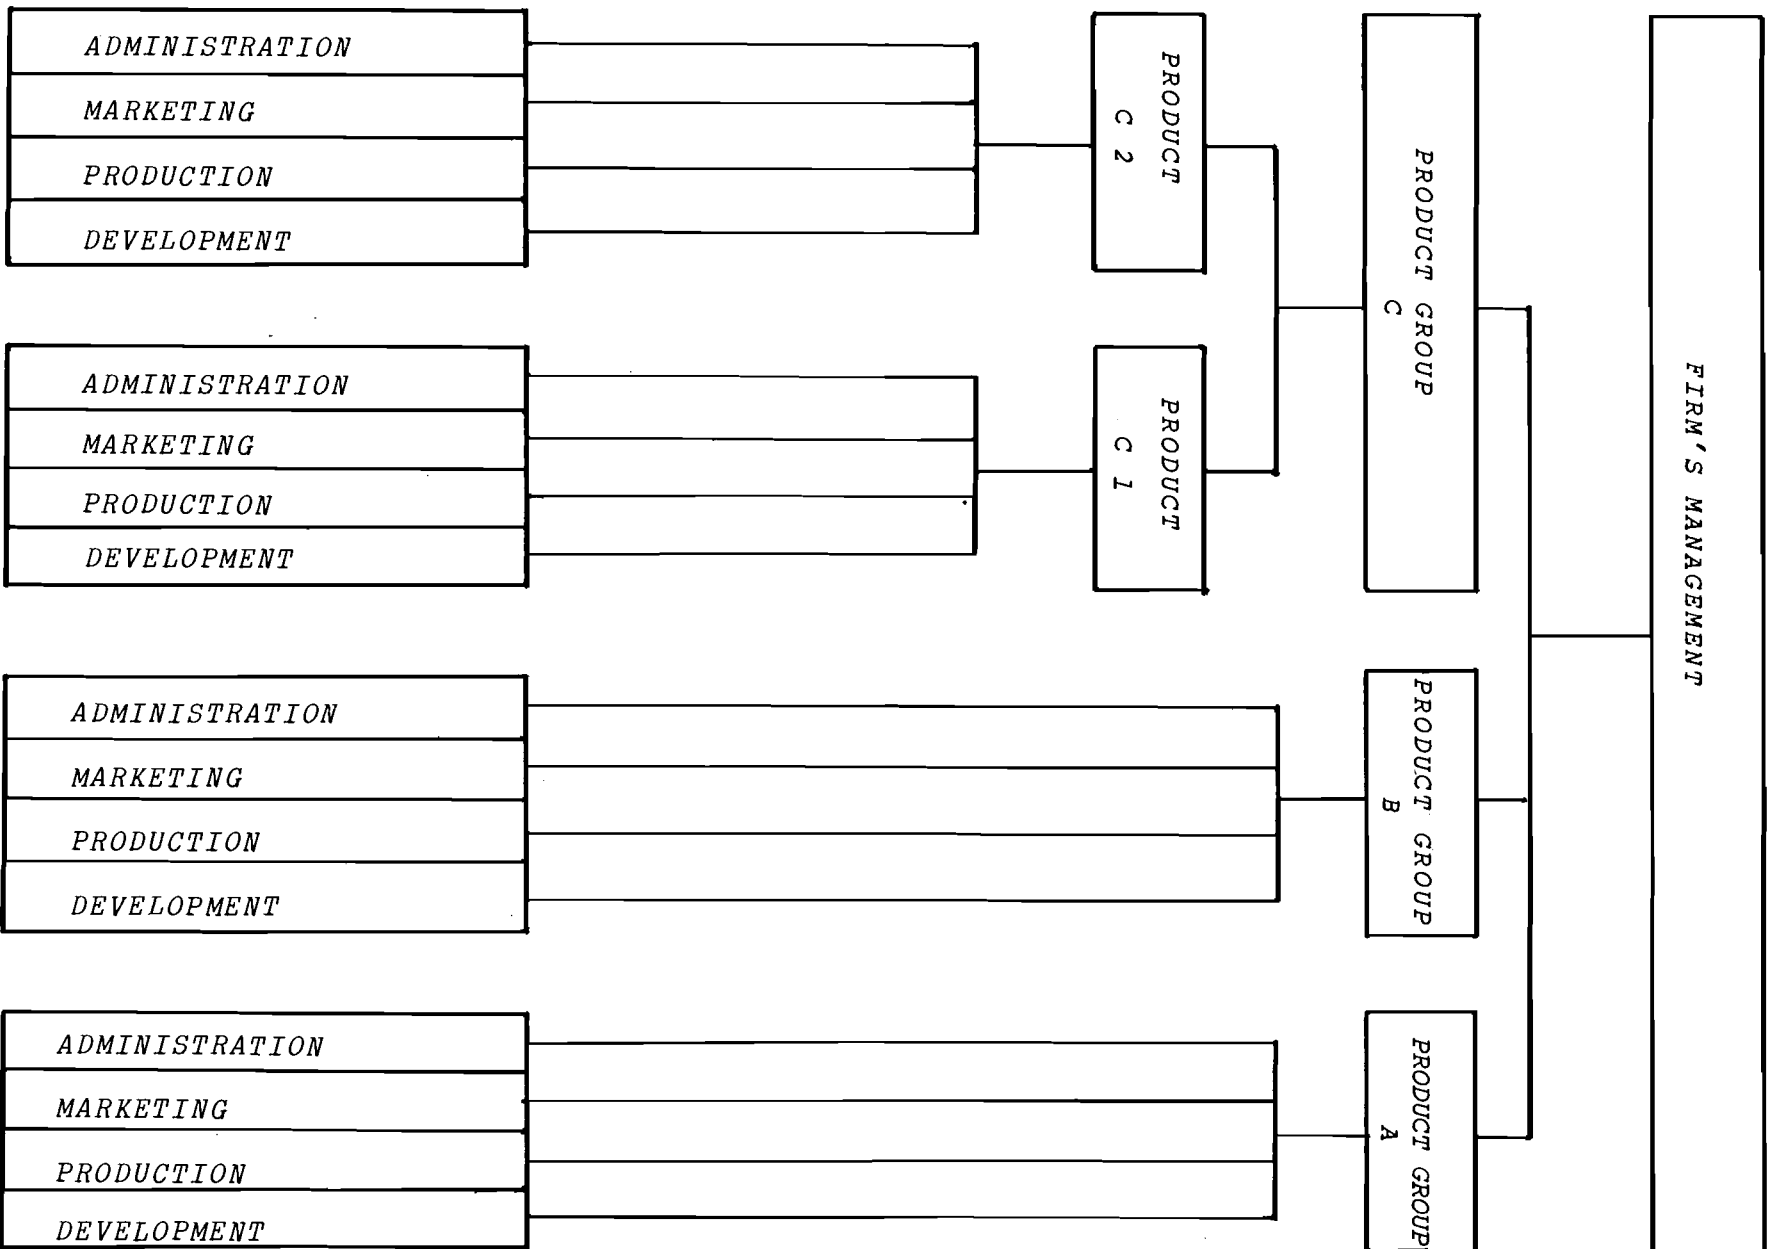 ADMINISTRATION
MARKETING
PRODUCTION
DEVELOPMENT
PRODUCT
C 2
ADMINISTRATION
MARKETING
PRODUCTION
DEVELOPMENT
PRODUCT
C 1
PRODUCT GROUP
C
ADMINISTRATION
MARKETING
PRODUCTION
DEVELOPMENT
PRODUCT GROUP
B
ADMINISTRATION
MARKETING
PRODUCTION
DEVELOPMENT
PRODUCT GROUP
A
FIRM'S MANAGEMENT